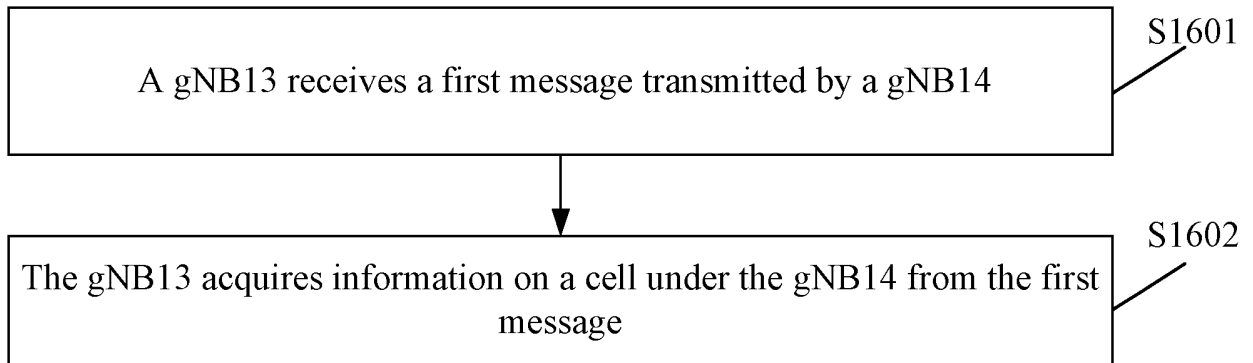 S1601
A gNB13 receives a first message transmitted by a gNB14
S1602
The gNB13 acquires information on a cell under the gNB14 from the first
message